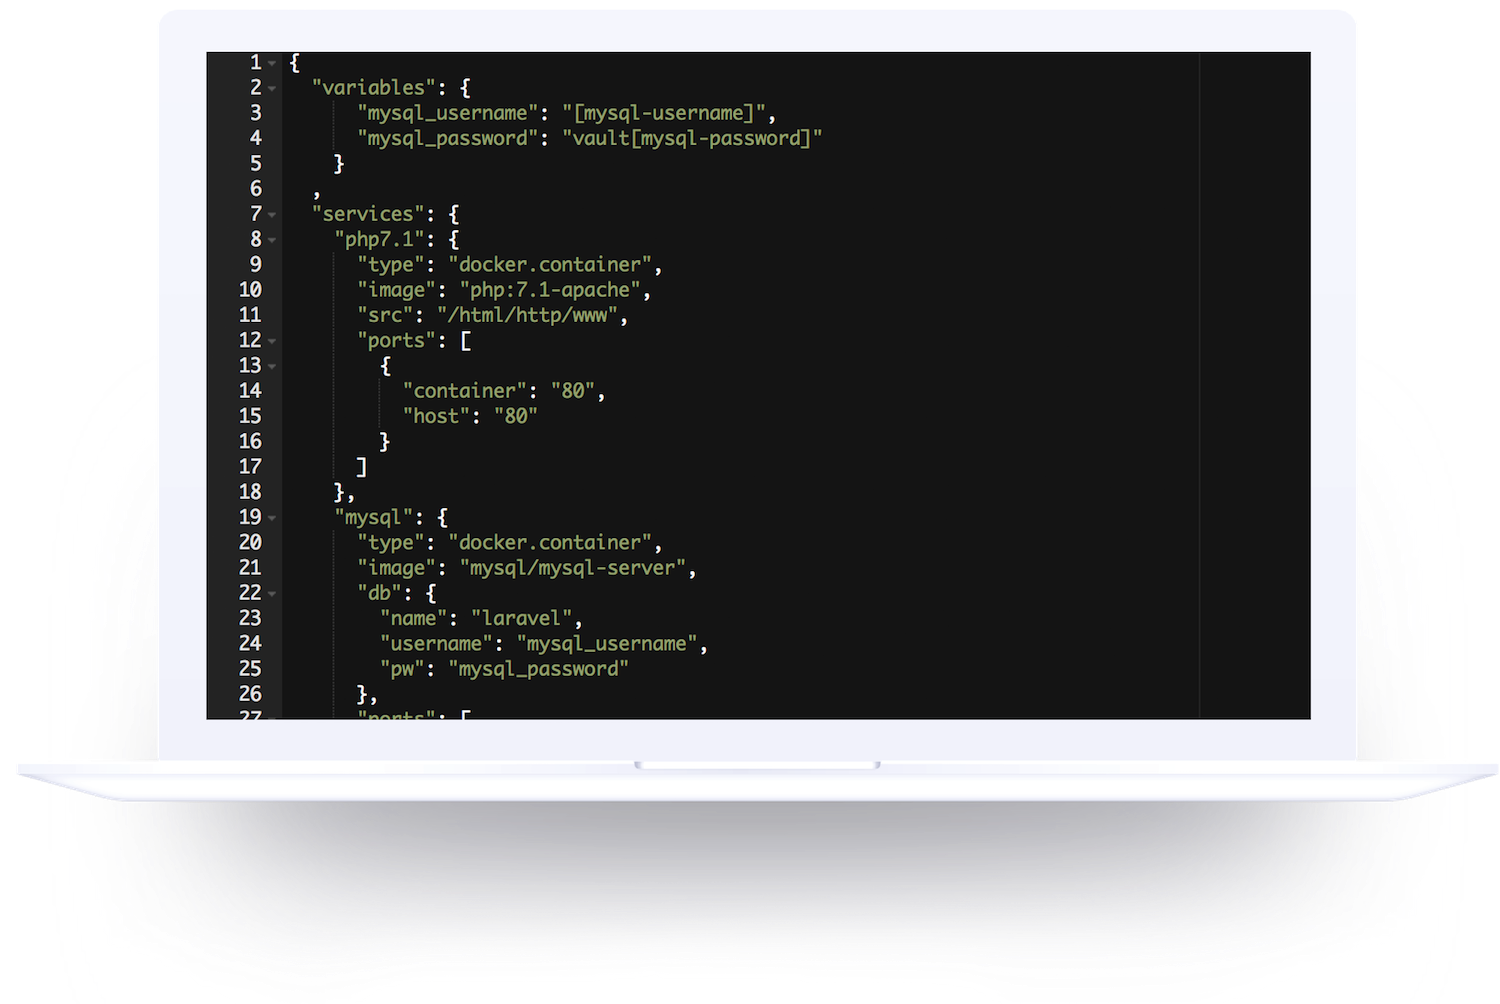 1 {
2   "variables": {
3       "mysql_username": "[mysql-username]",
4       "mysql_password": "vault[mysql-password]"
5     }
6   ,
7   "services": {
8     "php7.1": {
9       "type": "docker.container",
10       "image": "php:7.1-apache",
11       "src": "/html/http/www",
12       "ports": [
13         {
14           "container": "80",
15           "host": "80"
16         }
17       ]
18     },
19     "mysql": {
20       "type": "docker.container",
21       "image": "mysql/mysql-server",
22       "db": {
23         "name": "laravel",
24         "username": "mysql_username",
25         "pw": "mysql_password"
26       },
27       "ports": [